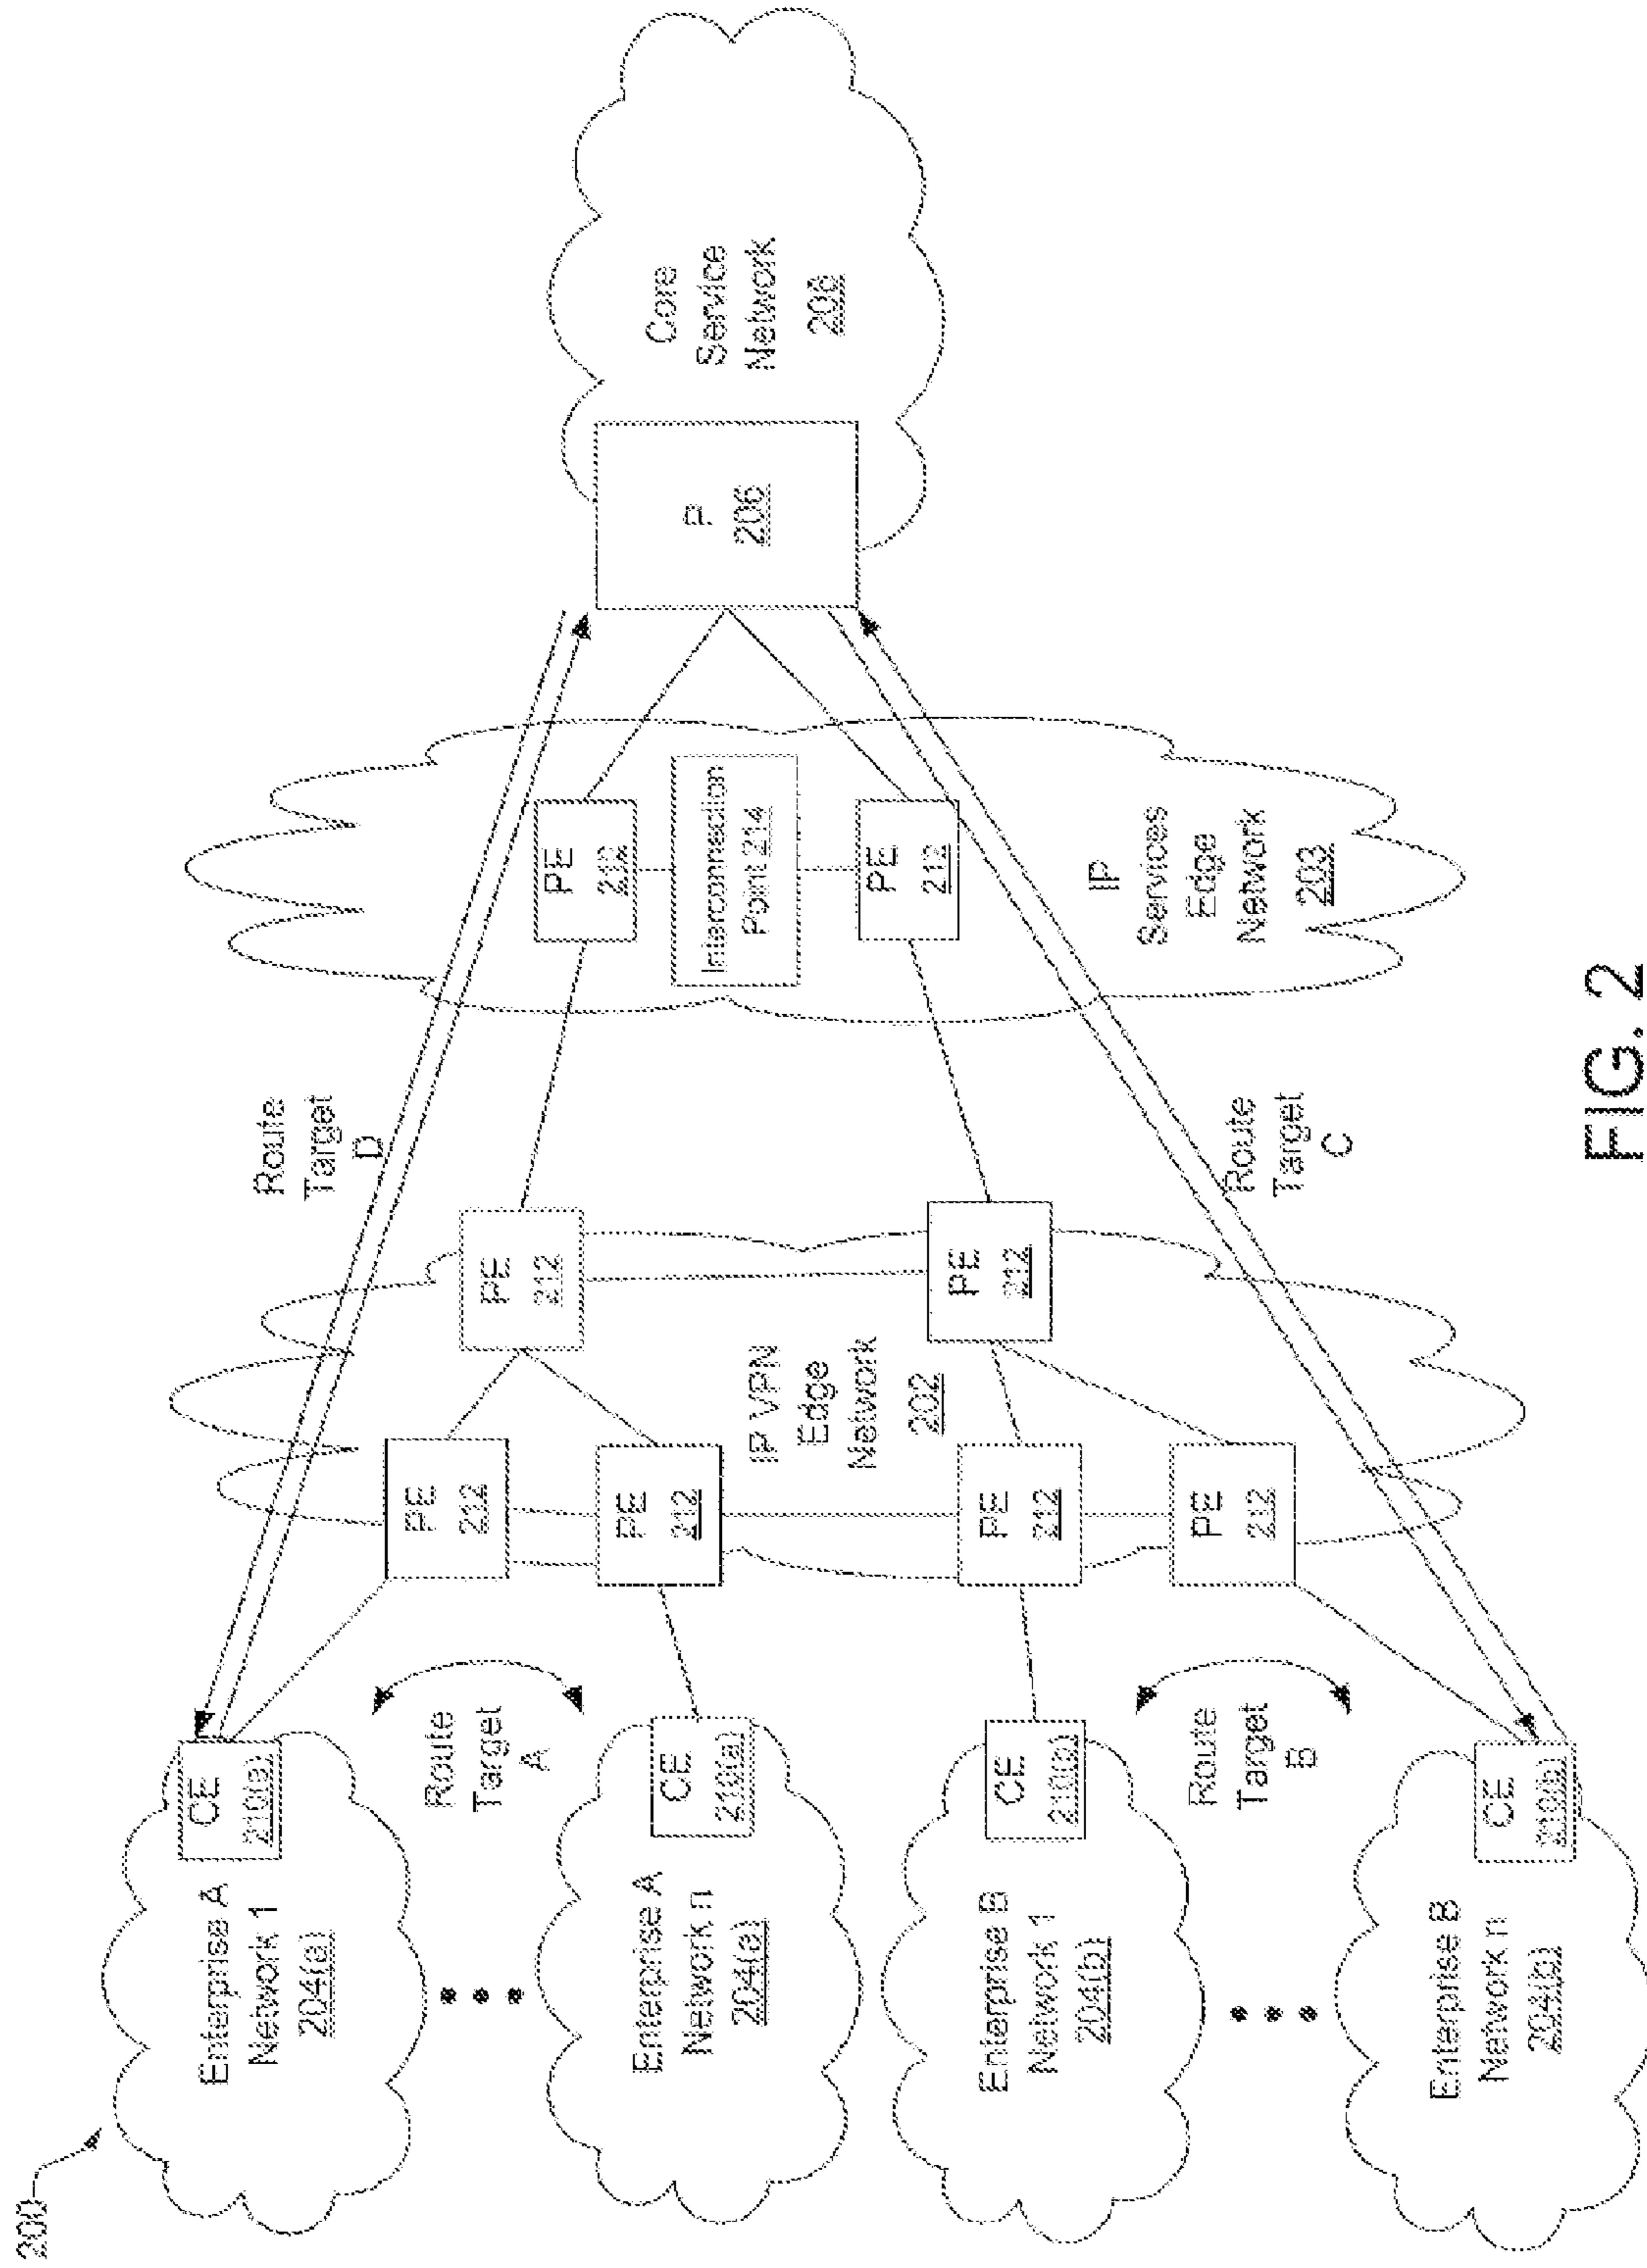 200
Enterprise A
Network 1
204(a)
CE
210(a)
Route
Target
A
Enterprise A
Network n
204(a)
CE
210(a)
Enterprise B
Network 1
204(b)
CE
210(b)
Route
Target
B
Enterprise B
Network n
204(b)
CE
210(b)
PE
212
PE
212
PE
212
PE
212
IP VPN
Edge
Network
202
PE
212
PE
212
Route
Target
D
Route
Target
C
PE
212
Interconnection
Point 214
PE
212
IP
Services
Edge
Network
203
P
206
Core
Service
Network
FIG. 2